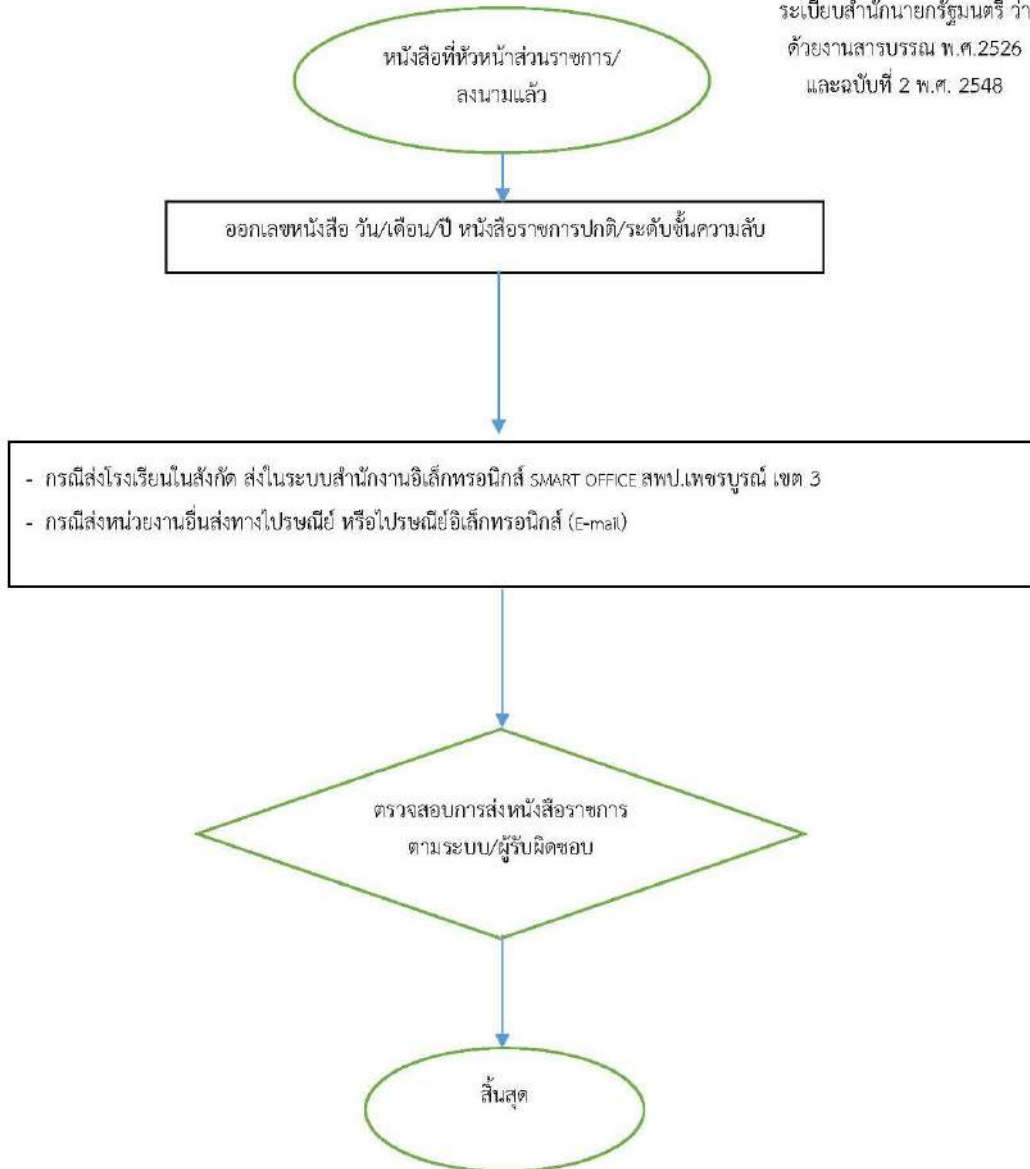 ระเบียบสำนักนายกรัฐมนตรี ว่า
ด้วยงานสารบรรณ พ.ศ.2526
และฉบับที่ 2 พ.ศ. 2548
หนังสือที่หัวหน้าส่วนราชการ/
ลงนามแล้ว
ออกเลขหนังสือ วัน/เดือน/ปี หนังสือราชการปกติ/ระดับชั้นความลับ
- กรณีส่งโรงเรียนในสังกัด ส่งในระบบสำนักงานอิเล็กทรอนิกส์ SMART OFFICE สพป.เพชรบูรณ์ เขต 3
- กรณีส่งหน่วยงานอื่นส่งทางไปรษณีย์ หรือไปรษณีย์อิเล็กทรอนิกส์ (E-mail)
ตรวจสอบการส่งหนังสือราชการ
ตามระบบ/ผู้รับผิดชอบ
สิ้นสุด